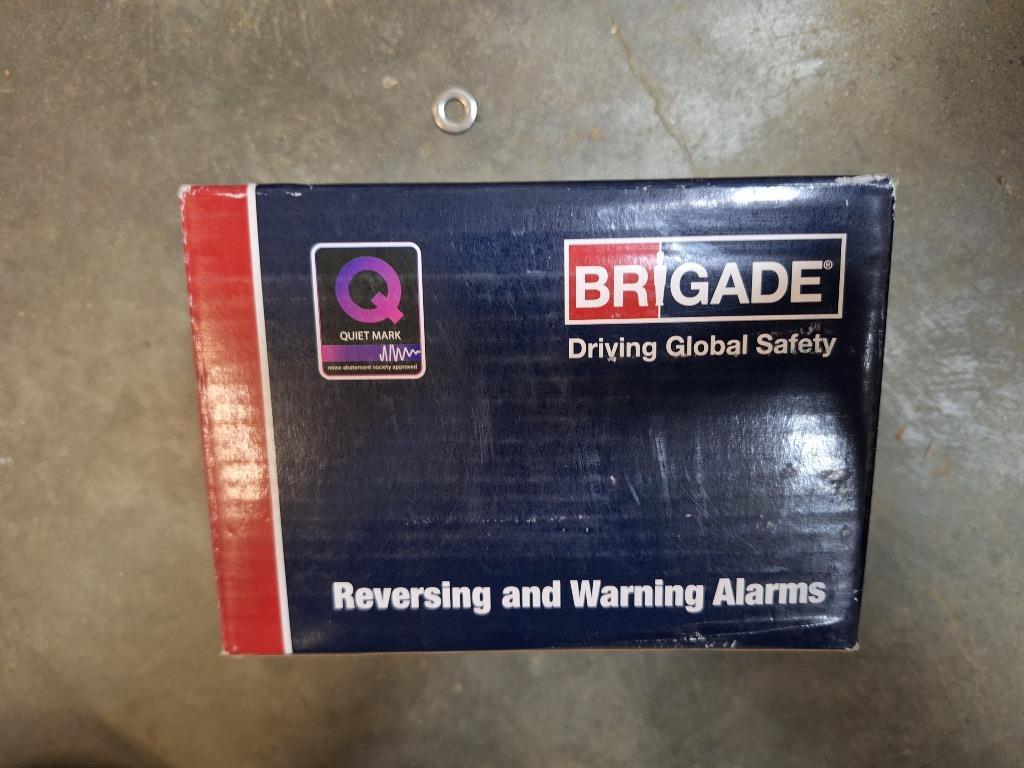 Q
QUIET MARK
noise abatement society approved
BRIGADE®
Driving Global Safety
Reversing and Warning Alarms